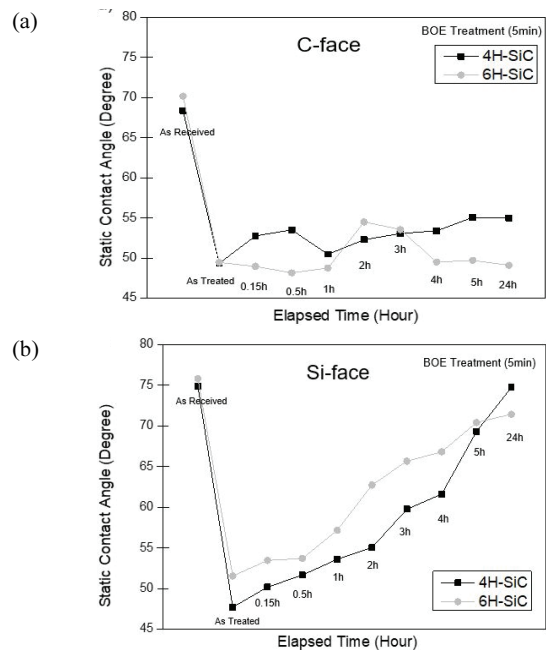 (a)
BOE Treatment (5min)
C-face
4H-SiC
6H-SiC
80
75
70
65
60
55
50
45
Static Contact Angle (Degree)
As Received
As Treated
0.15h
0.5h
1h
2h
3h
4h
5h
24h
Elapsed Time (Hour)
(b)
BOE Treatment (5min)
Si-face
80
75
70
65
60
55
50
45
Static Contact Angle (Degree)
As Received
As Treated
0.15h
0.5h
1h
2h
3h
4h
5h
24h
4H-SiC
6H-SiC
Elapsed Time (Hour)